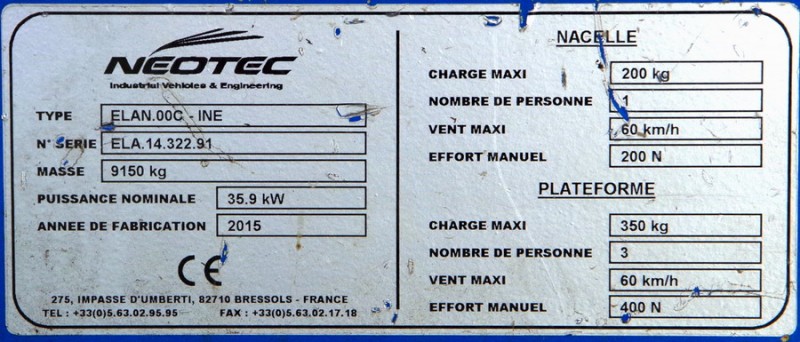 NEOTEC
Industrial Vehicles & Engineering
TYPE ELAN.00C - INE
N° SERIE ELA.14.322.91
MASSE 9150 kg
PUISSANCE NOMINALE 35.9 kW
ANNEE DE FABRICATION 2015
CE
275, IMPASSE D'UMBERTI, 82710 BRESSOLS - FRANCE
TEL : +33(0)5.63.02.95.95 FAX : +33(0)5.63.02.17.18
NACELLE
CHARGE MAXI 200 kg
NOMBRE DE PERSONNE 1
VENT MAXI 60 km/h
EFFORT MANUEL 200 N
PLATEFORME
CHARGE MAXI 350 kg
NOMBRE DE PERSONNE 3
VENT MAXI 60 km/h
EFFORT MANUEL 400 N